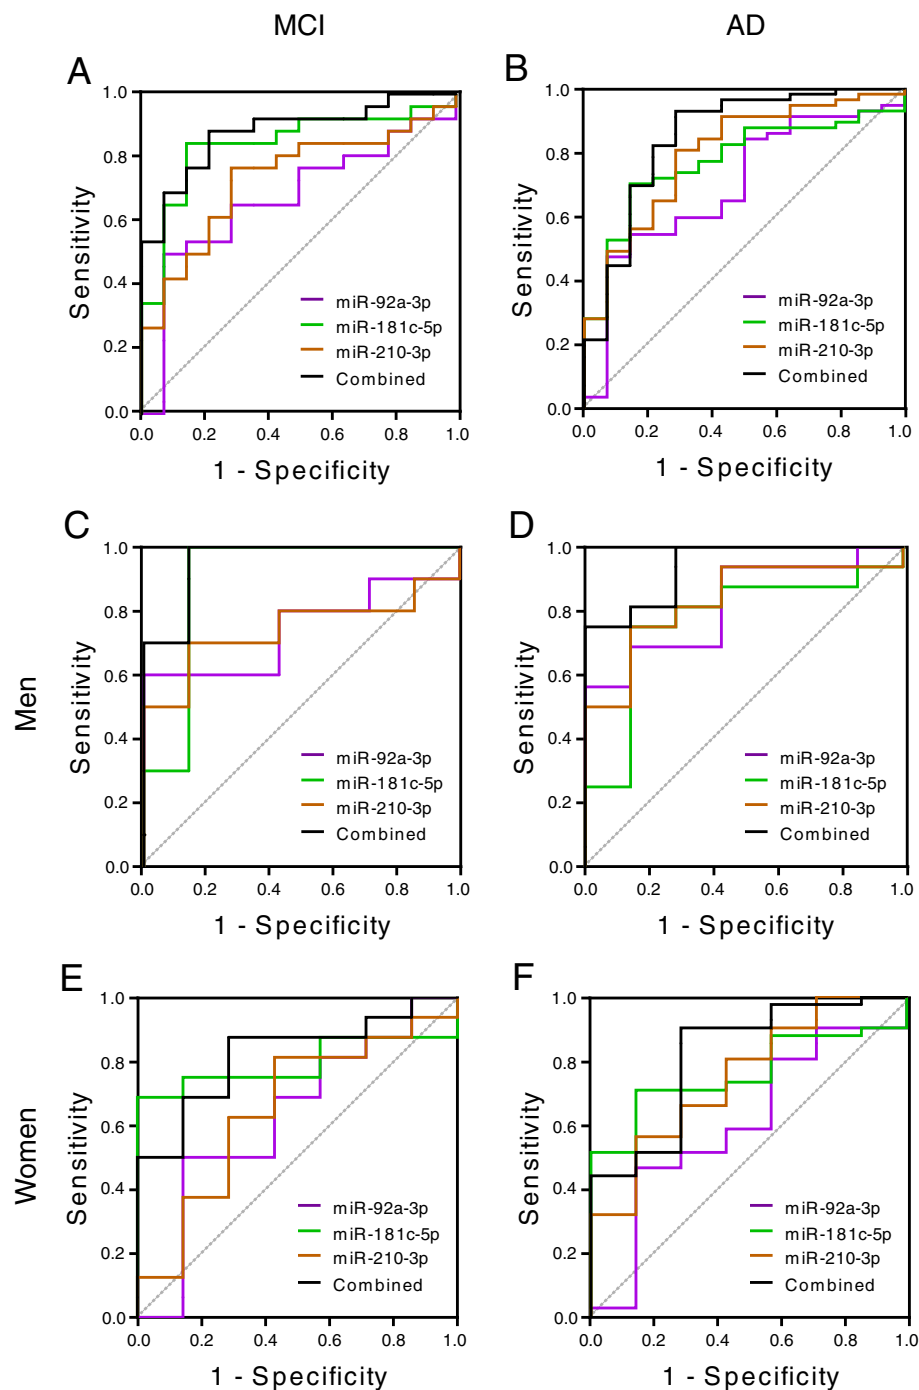 MCI
AD
A
1.0
0.8
0.6
0.4
0.2
0.0
Sensitivity
miR-92a-3p
miR-181c-5p
miR-210-3p
Combined
0.0 0.2 0.4 0.6 0.8 1.0
1 - Specificity
B
1.0
0.8
0.6
0.4
0.2
0.0
Sensitivity
miR-92a-3p
miR-181c-5p
miR-210-3p
Combined
0.0 0.2 0.4 0.6 0.8 1.0
1 - Specificity
Men
C
1.0
0.8
0.6
0.4
0.2
0.0
Sensitivity
miR-92a-3p
miR-181c-5p
miR-210-3p
Combined
0.0 0.2 0.4 0.6 0.8 1.0
1 - Specificity
D
1.0
0.8
0.6
0.4
0.2
0.0
Sensitivity
miR-92a-3p
miR-181c-5p
miR-210-3p
Combined
0.0 0.2 0.4 0.6 0.8 1.0
1 - Specificity
Women
E
1.0
0.8
0.6
0.4
0.2
0.0
Sensitivity
miR-92a-3p
miR-181c-5p
miR-210-3p
Combined
0.0 0.2 0.4 0.6 0.8 1.0
1 - Specificity
F
1.0
0.8
0.6
0.4
0.2
0.0
Sensitivity
miR-92a-3p
miR-181c-5p
miR-210-3p
Combined
0.0 0.2 0.4 0.6 0.8 1.0
1 - Specificity